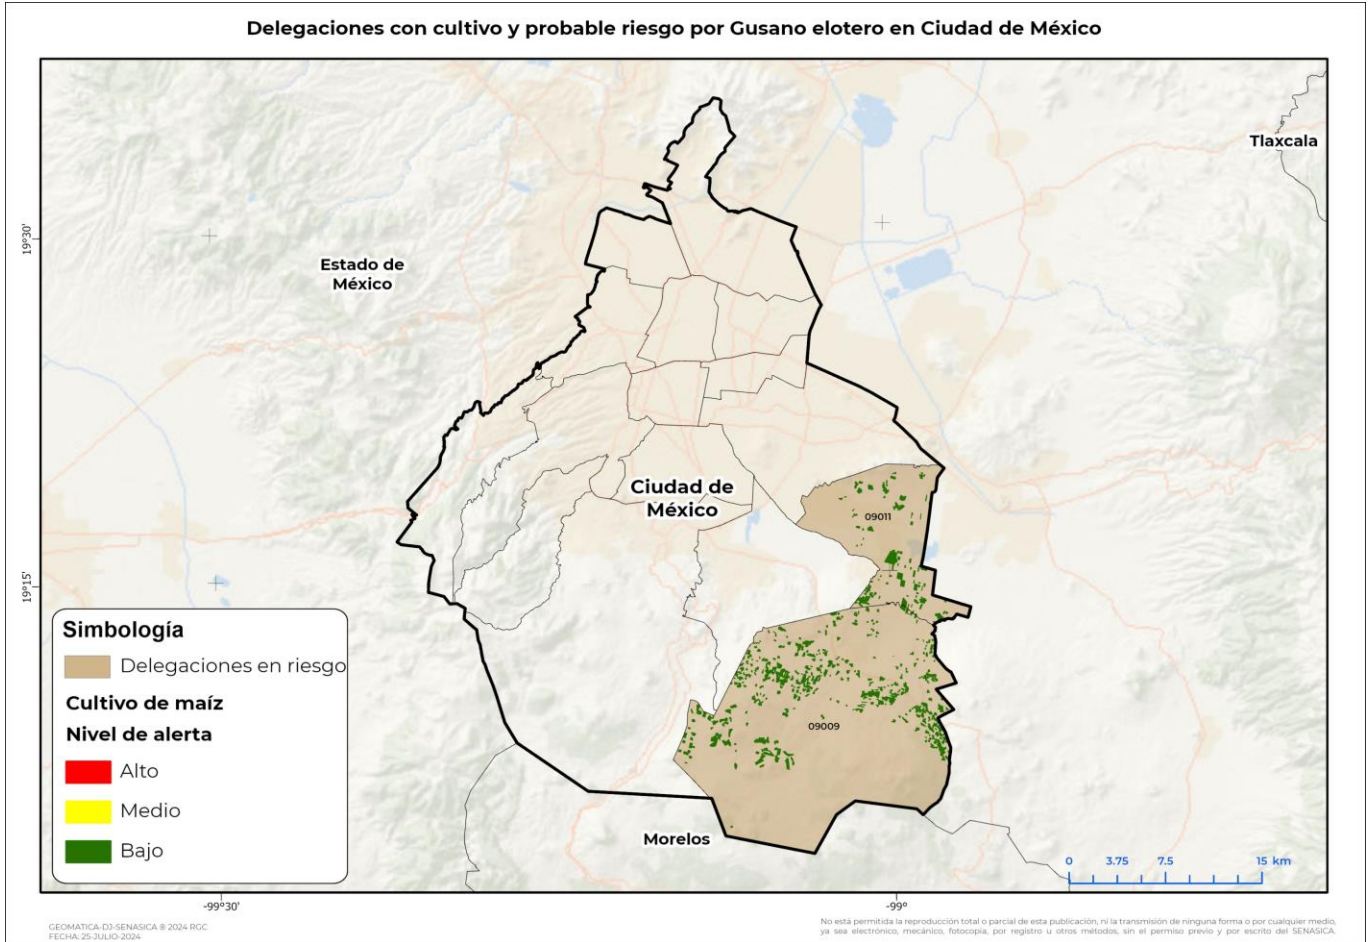 Delegaciones con cultivo y probable riesgo por Gusano elotero en Ciudad de México
Tlaxcala
19°30'
Estado de
México
Ciudad de
México
09011
19°15'
Simbología
Delegaciones en riesgo
Cultivo de maíz
Nivel de alerta
Alto
Medio
Bajo
09009
Morelos
0 3.75 7.5 15 km
-99°30' -99°
GEOMATICA-DJ-SENASICA ® 2024 RGC
FECHA: 25-JULIO-2024
No está permitida la reproducción total o parcial de esta publicación, ni la transmisión de ninguna forma o por cualquier medio,
ya sea electrónico, mecánico, fotocopia, por registro u otros métodos, sin el permiso previo y por escrito del SENASICA.